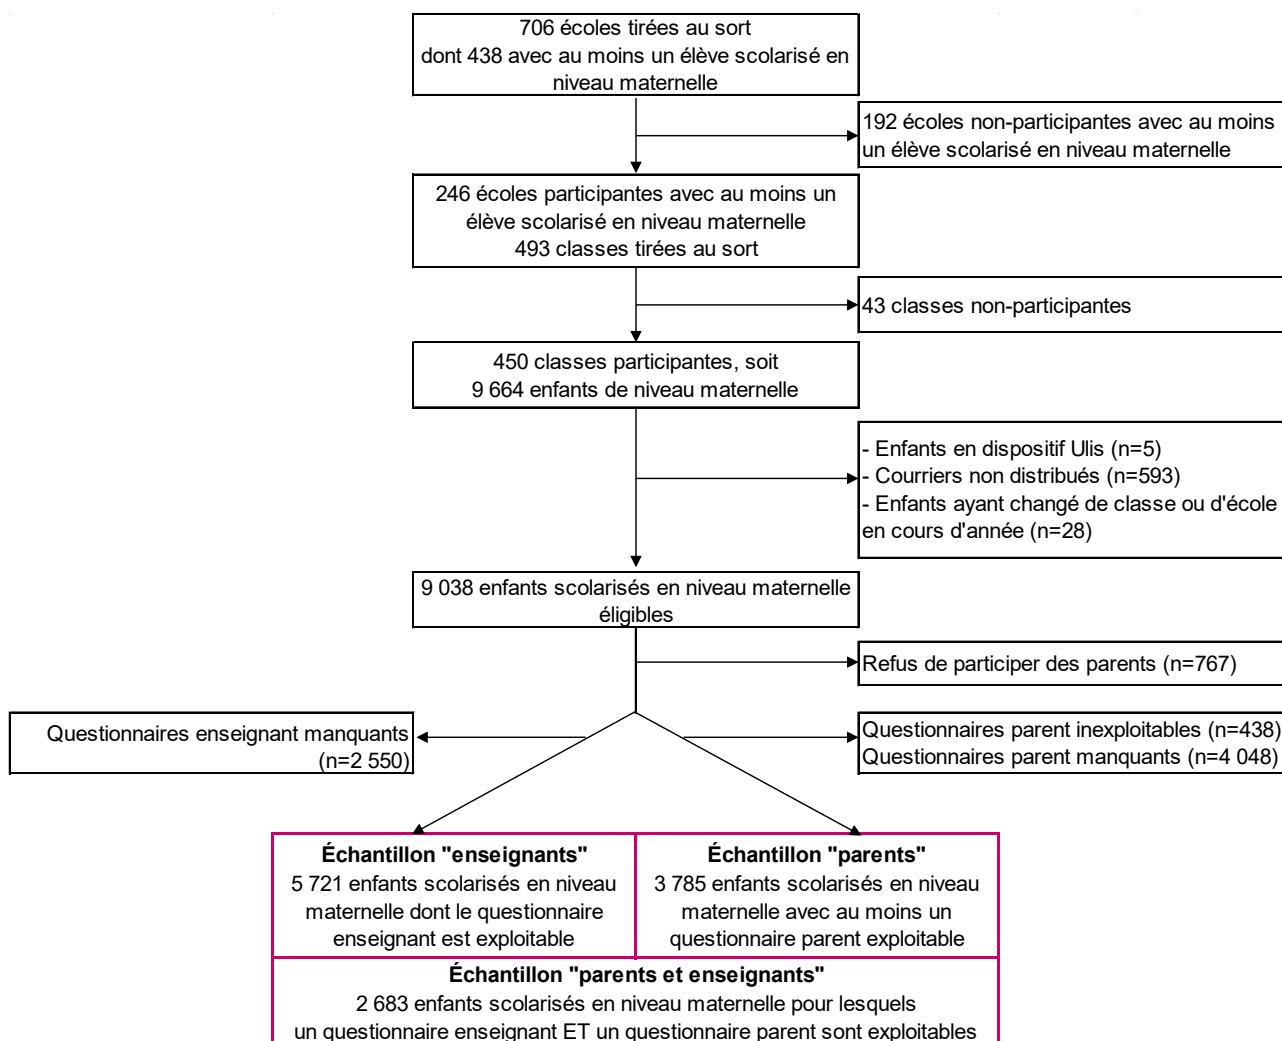 706 écoles tirées au sort
dont 438 avec au moins un élève scolarisé en
niveau maternelle
192 écoles non-participantes avec au moins
un élève scolarisé en niveau maternelle
246 écoles participantes avec au moins un
élève scolarisé en niveau maternelle
493 classes tirées au sort
43 classes non-participantes
450 classes participantes, soit
9 664 enfants de niveau maternelle
- Enfants en dispositif Ulis (n=5)
- Courriers non distribués (n=593)
- Enfants ayant changé de classe ou d'école
en cours d'année (n=28)
9 038 enfants scolarisés en niveau maternelle
éligibles
Refus de participer des parents (n=767)
Questionnaires enseignant manquants
(n=2 550)
Questionnaires parent inexploitables (n=438)
Questionnaires parent manquants (n=4 048)
Échantillon "enseignants"
5 721 enfants scolarisés en niveau
maternelle dont le questionnaire
enseignant est exploitable
Échantillon "parents"
3 785 enfants scolarisés en niveau
maternelle avec au moins un
questionnaire parent exploitable
Échantillon "parents et enseignants"
2 683 enfants scolarisés en niveau maternelle pour lesquels
un questionnaire enseignant ET un questionnaire parent sont exploitables